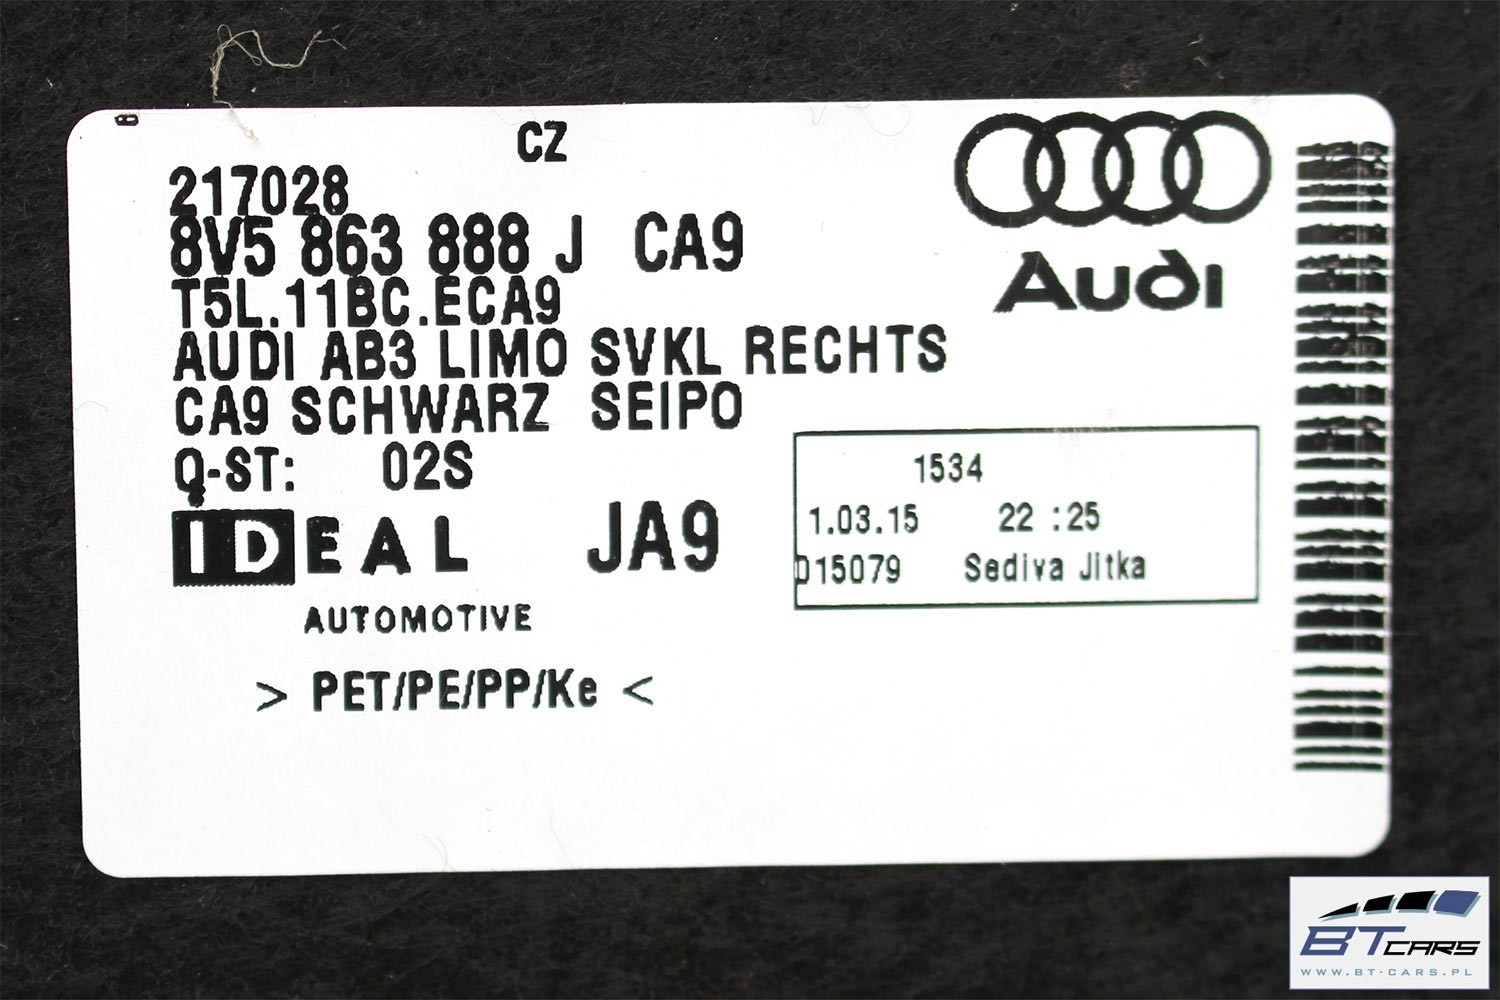 CZ
217028
8V5 863 888 J CA9
T5L.11BC.ECA9
AUDI AB3 LIMO SVKL RECHTS
CA9 SCHWARZ SEIPO
Q-ST: 02S
IDEAL JA9
AUTOMOTIVE
> PET/PE/PP/Ke <
Audi
1534
1.03.15 22 :25
015079 Sediva Jitka
BT CARS
WWW.BT-CARS.PL